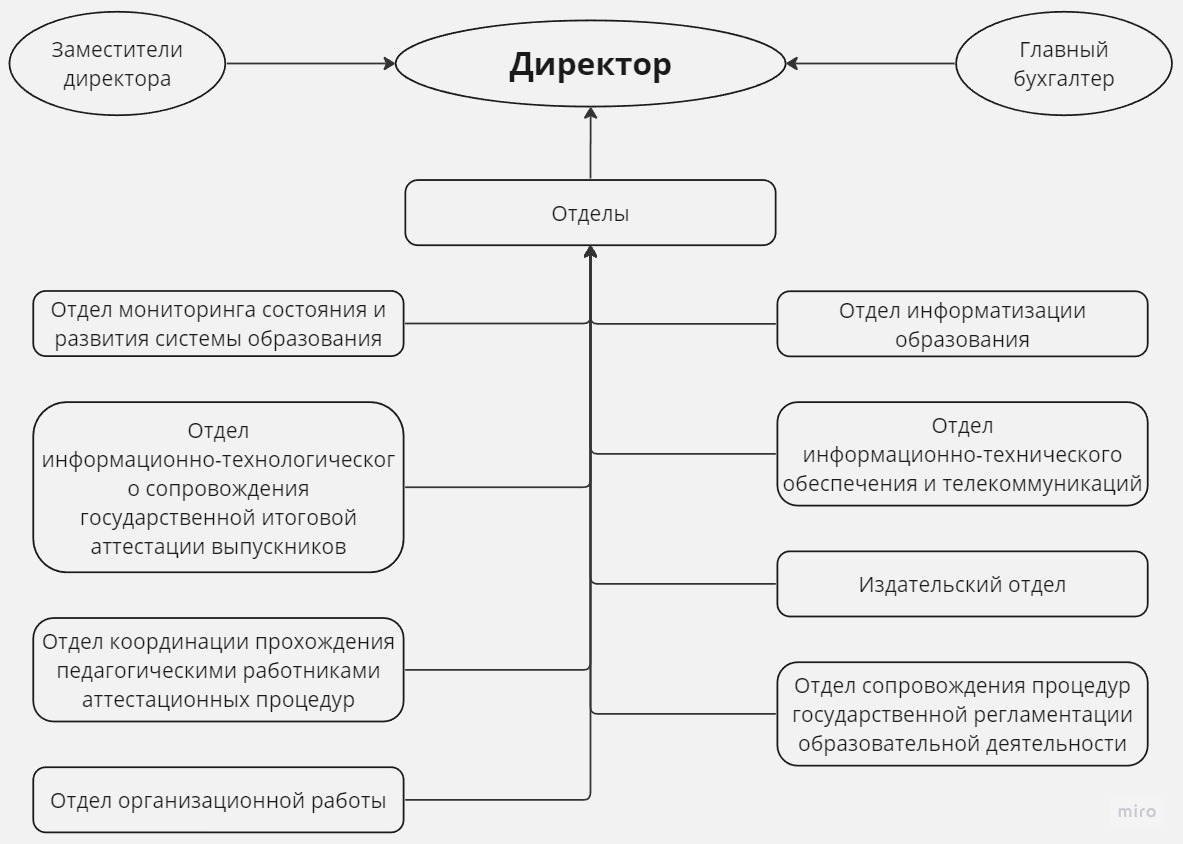 Заместители
директора
Директор
Главный
бухгалтер
Отделы
Отдел мониторинга состояния и
развития системы образования
Отдел информатизации
образования
Отдел
информационно-технологическог
о сопровождения
государственной итоговой
аттестации выпускников
Отдел
информационно-технического
обеспечения и телекоммуникаций
Издательский отдел
Отдел координации прохождения
педагогическими работниками
аттестационных процедур
Отдел сопровождения процедур
государственной регламентации
образовательной деятельности
Отдел организационной работы
miro